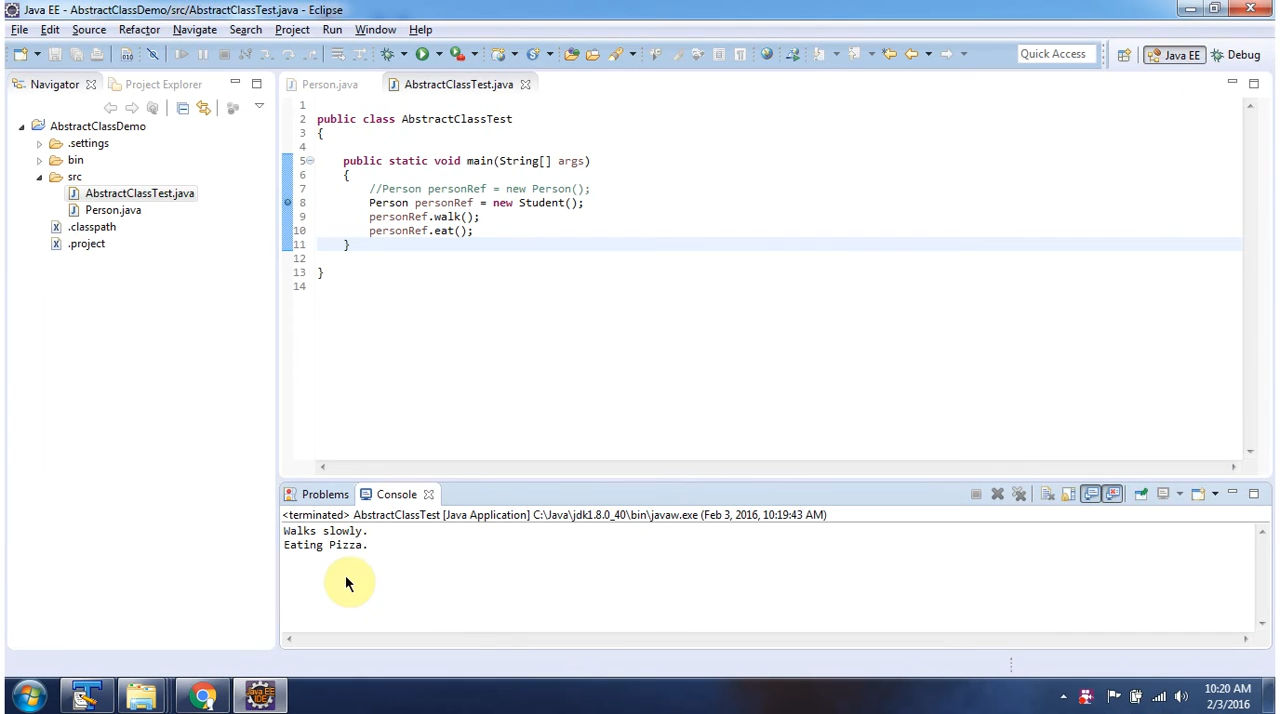 Java EE - AbstractClassDemo/src/AbstractClassTest.java - Eclipse
File Edit Source Refactor Navigate Search Project Run Window Help
Quick Access Java EE Debug
Navigator Project Explorer
Person.java AbstractClassTest.java
AbstractClassDemo
.settings
bin
src
AbstractClassTest.java
Person.java
.classpath
.project
1
2 public class AbstractClassTest
3 {
4
5 public static void main(String[] args)
6 {
7 //Person personRef = new Person();
8 Person personRef = new Student();
9 personRef.walk();
10 personRef.eat();
11 }
12
13 }
14
Problems Console
<terminated> AbstractClassTest [Java Application] C:\Java\jdk1.8.0_40\bin\javaw.exe (Feb 3, 2016, 10:19:43 AM)
Walks slowly.
Eating Pizza.
Java EE
IDE
10:20 AM
2/3/2016